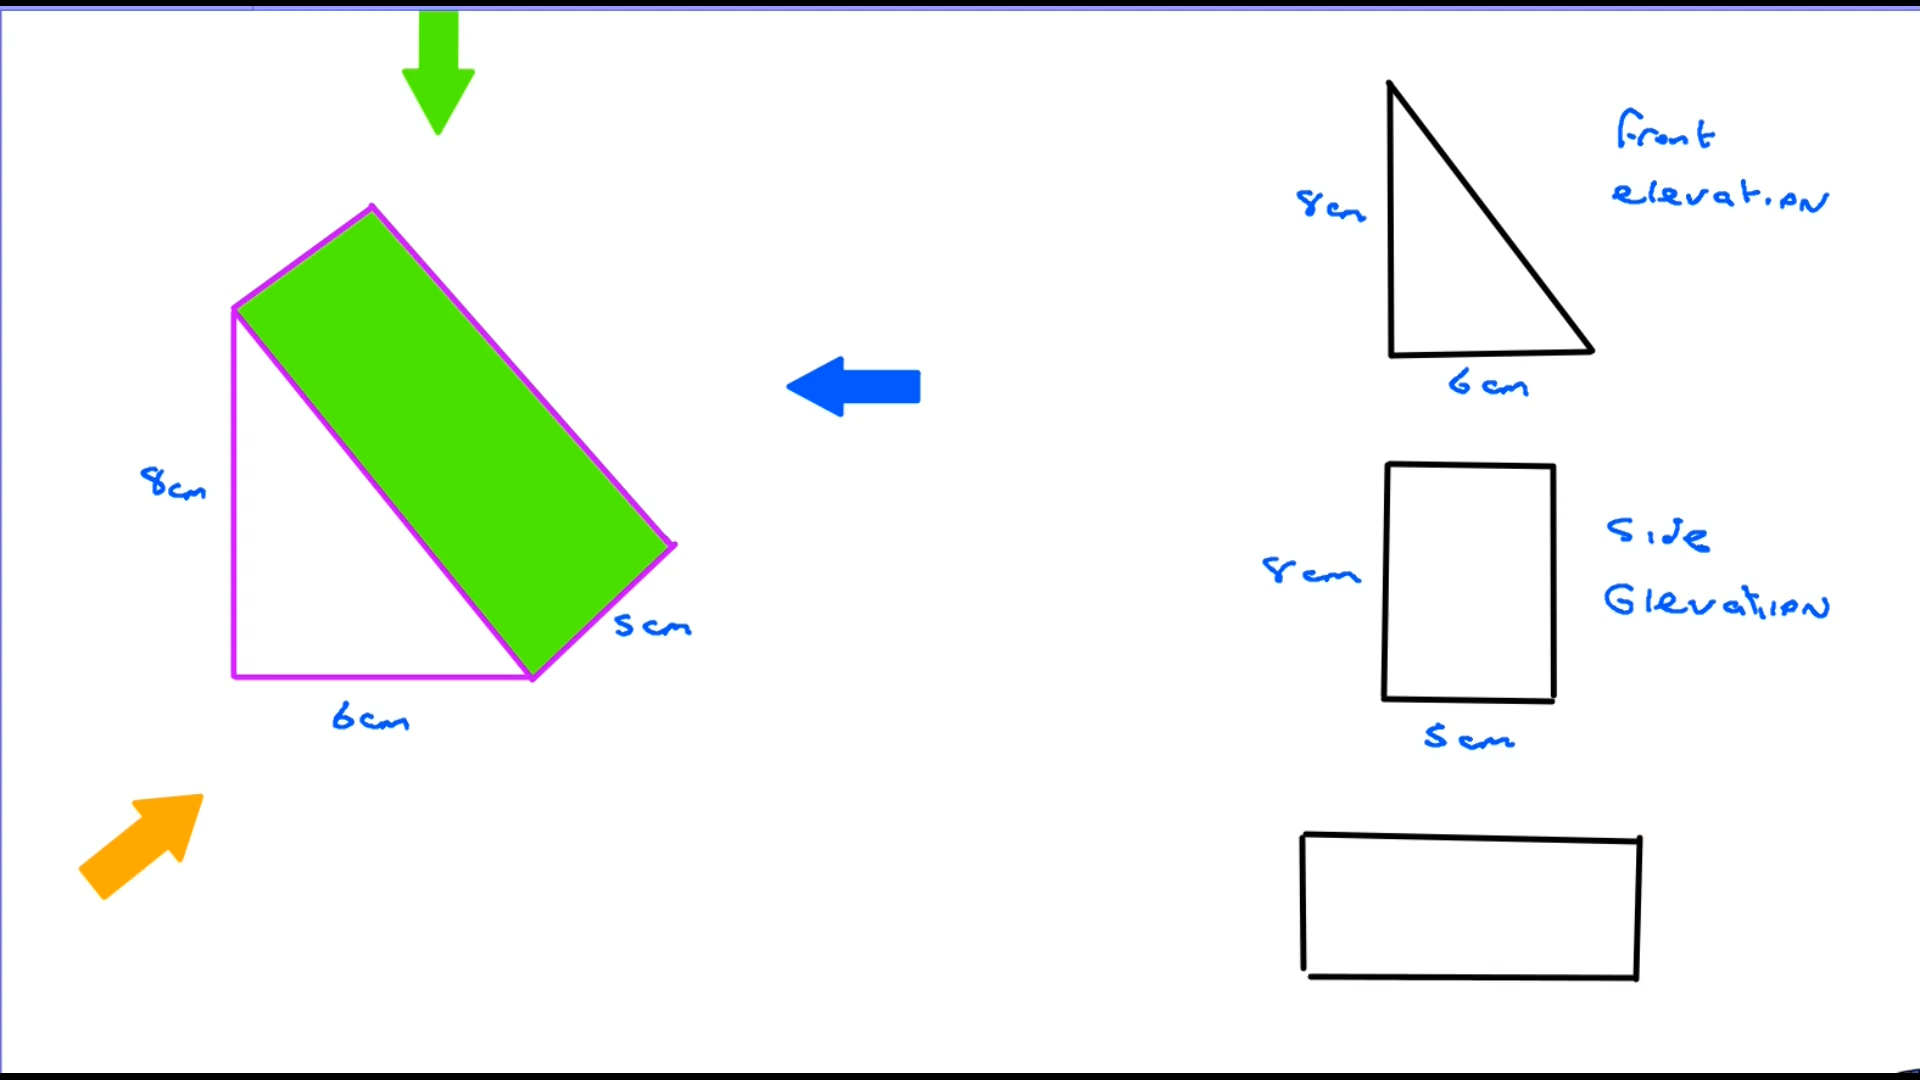 8cm
6cm
5cm
8cm
6cm
Front
elevation
8cm
5cm
Side
Elevation